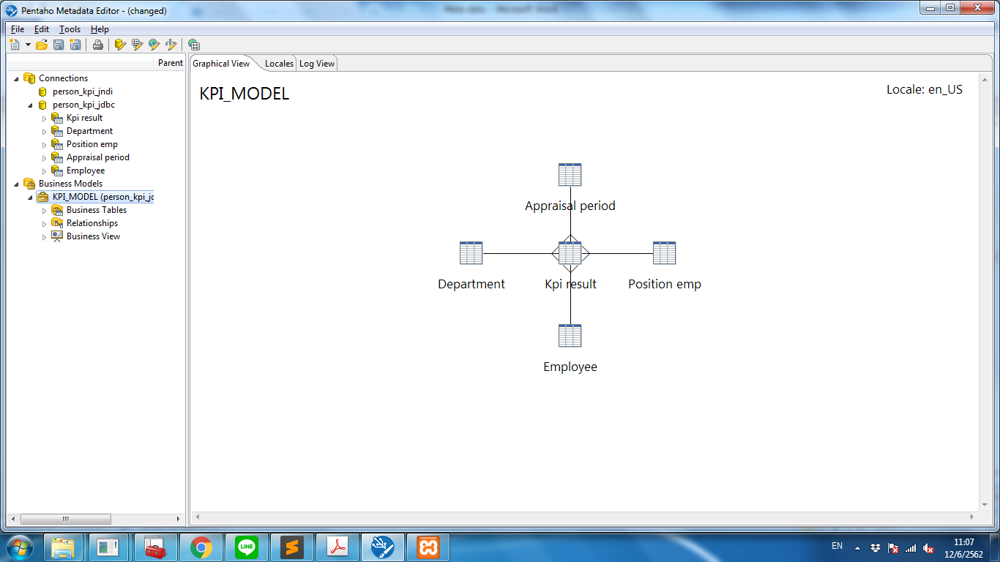 Pentaho Metadata Editor - (changed)
File Edit Tools Help
Parent
Connections
person_kpi_jndi
person_kpi_jdbc
Kpi result
Department
Position emp
Appraisal period
Employee
Business Models
KPI_MODEL (person_kpi_jc
Business Tables
Relationships
Business View
Graphical View Locales Log View
KPI_MODEL
Locale: en_US
Appraisal period
Department
Kpi result
Position emp
Employee
LINE
EN
11:07
12/6/2562